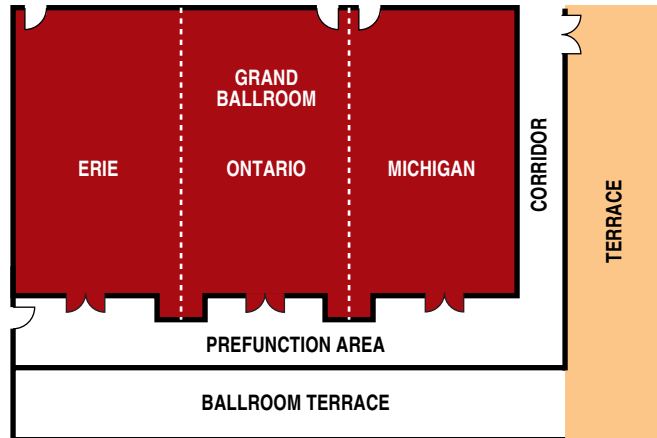 GRAND
BALLROOM
ERIE
ONTARIO
MICHIGAN
CORRIDOR
TERRACE
PREFUNCTION AREA
BALLROOM TERRACE